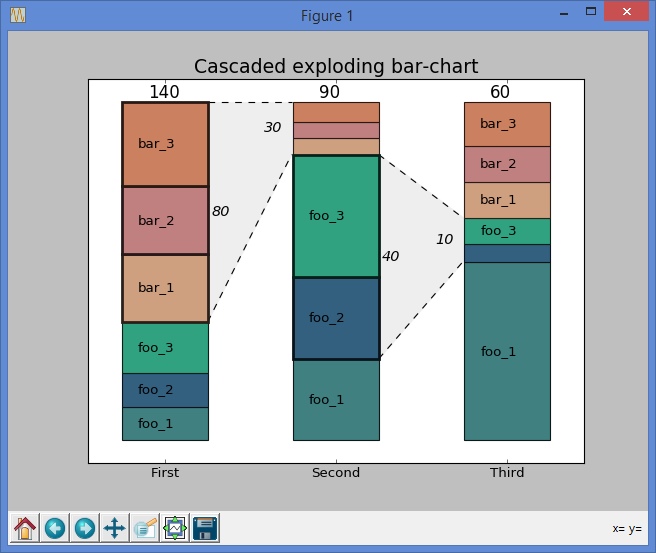 Figure 1
Cascaded exploding bar-chart
140 90 60
bar_3 30 bar_3
bar_2 80 foo_3 bar_2
bar_1 40 10 bar_1
foo_3 foo_2 foo_3
foo_2 foo_1 foo_1
foo_1
First Second Third
x= y=